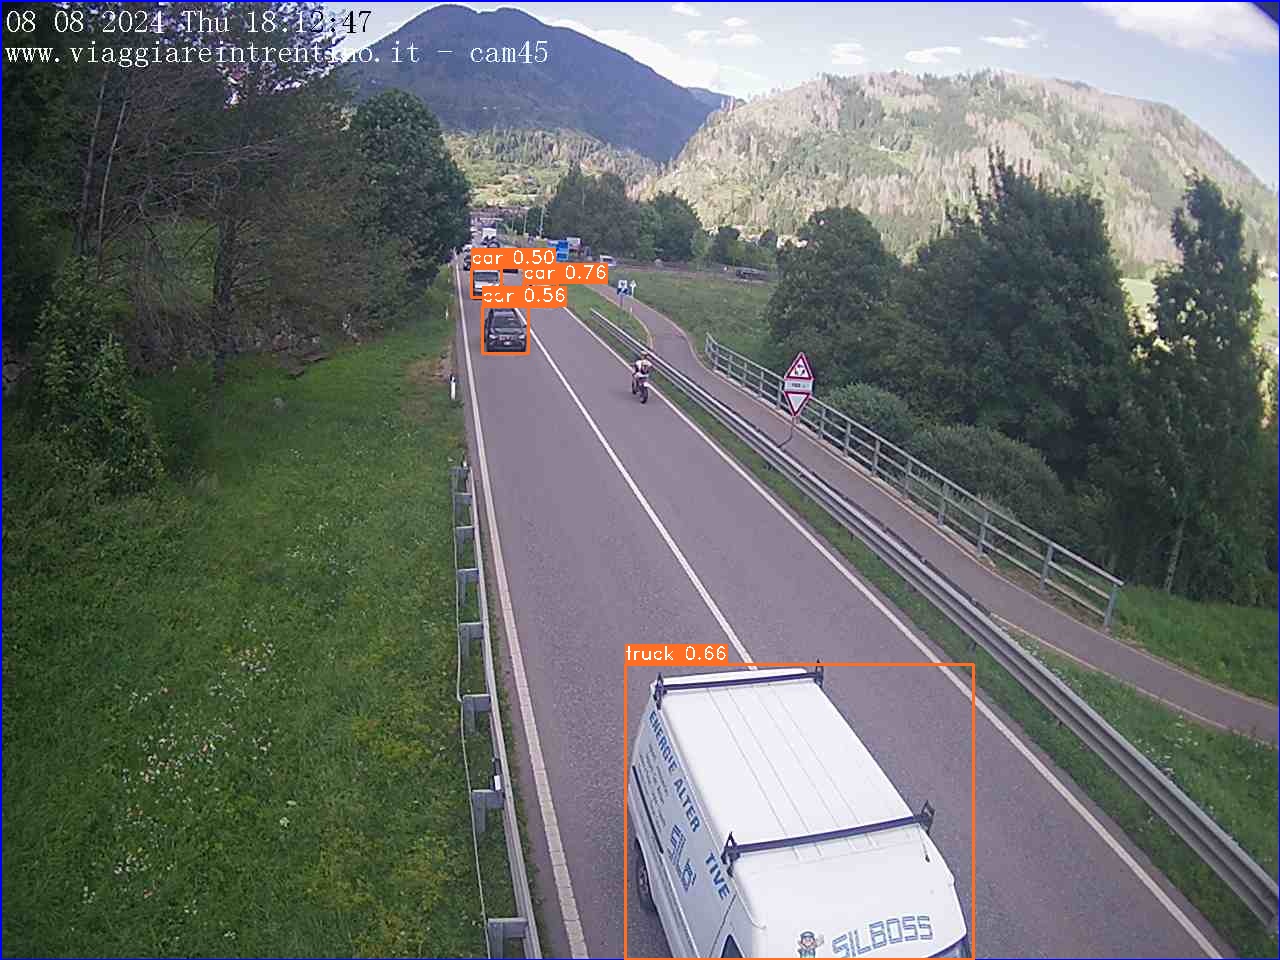 08 08 2024 Thu 18:12:47
www.viaggiareintrentino.it - cam45
car 0.50
car 0.76
car 0.56
truck 0.66
ENERGIE ALTER TIVE
SILBOSS